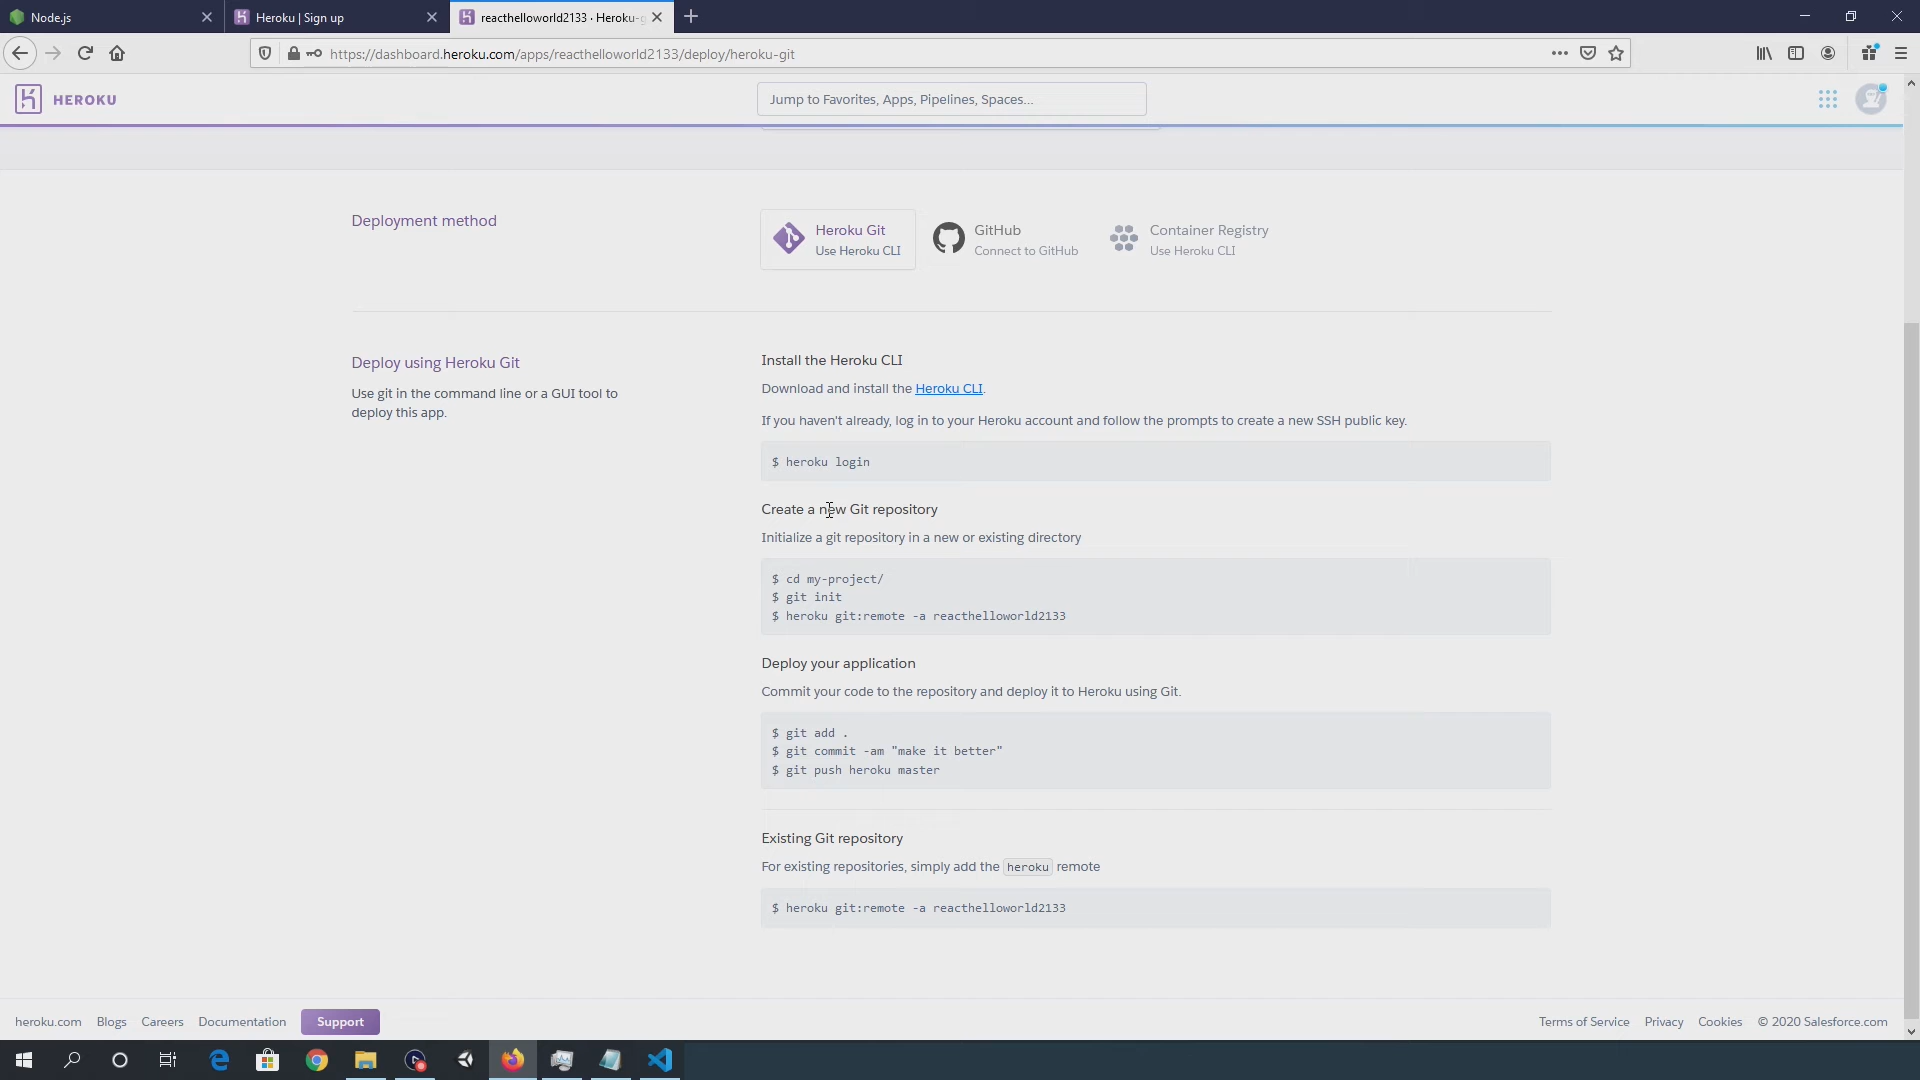 Node.js
Heroku | Sign up
reacthelloworld2133 · Heroku-g
https://dashboard.heroku.com/apps/reacthelloworld2133/deploy/heroku-git
HEROKU
Jump to Favorites, Apps, Pipelines, Spaces...
Deployment method
Heroku Git
Use Heroku CLI
GitHub
Connect to GitHub
Container Registry
Use Heroku CLI
Deploy using Heroku Git
Use git in the command line or a GUI tool to
deploy this app.
Install the Heroku CLI
Download and install the Heroku CLI.
If you haven't already, log in to your Heroku account and follow the prompts to create a new SSH public key.
$ heroku login
Create a new Git repository
Initialize a git repository in a new or existing directory
$ cd my-project/
$ git init
$ heroku git:remote -a reacthelloworld2133
Deploy your application
Commit your code to the repository and deploy it to Heroku using Git.
$ git add .
$ git commit -am "make it better"
$ git push heroku master
Existing Git repository
For existing repositories, simply add the heroku remote
$ heroku git:remote -a reacthelloworld2133
heroku.com
Blogs
Careers
Documentation
Support
Terms of Service
Privacy
Cookies
© 2020 Salesforce.com